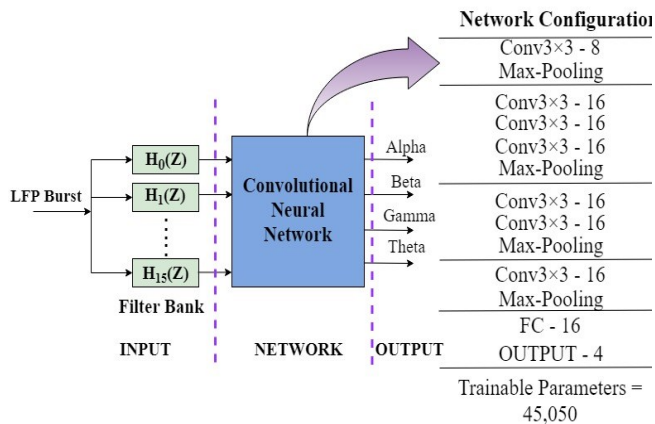 LFP Burst
H0(Z)
H1(Z)
H15(Z)
Filter Bank
INPUT
Convolutional
Neural
Network
NETWORK
Alpha
Beta
Gamma
Theta
OUTPUT
Network Configuration
Conv3×3 - 8
Max-Pooling
Conv3×3 - 16
Conv3×3 - 16
Conv3×3 - 16
Max-Pooling
Conv3×3 - 16
Conv3×3 - 16
Max-Pooling
Conv3×3 - 16
Max-Pooling
FC - 16
OUTPUT - 4
Trainable Parameters =
45,050